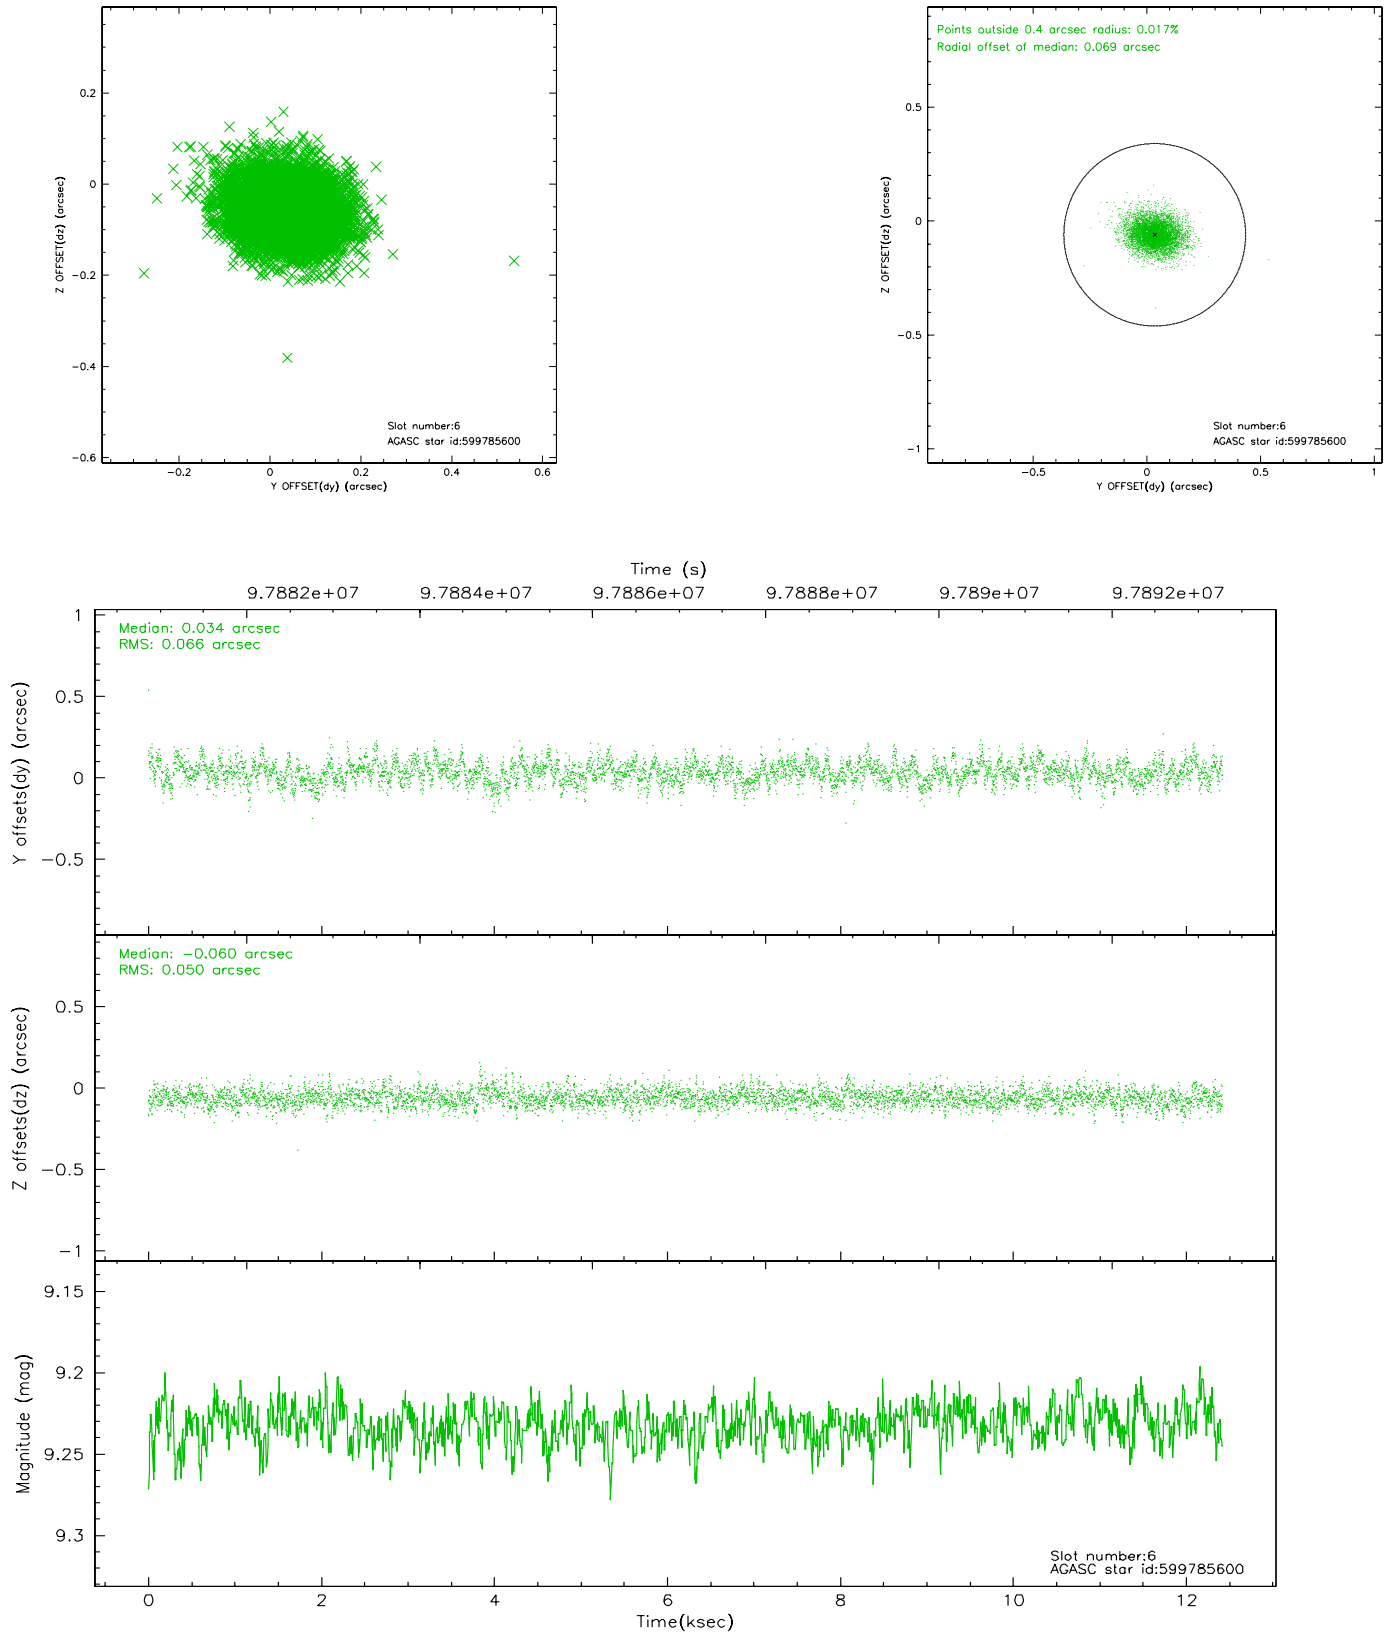 0.2
0
−0.2
−0.4
−0.6
Z OFFSET(dz) (arcsec)
Slot number:6
AGASC star id:599785600
−0.2 0 0.2 0.4 0.6
Y OFFSET(dy) (arcsec)
Points outside 0.4 arcsec radius: 0.017%
Radial offset of median: 0.069 arcsec
0.5
0
−0.5
−1
Z OFFSET(dz) (arcsec)
Slot number:6
AGASC star id:599785600
−0.5 0 0.5 1
Y OFFSET(dy) (arcsec)
Time (s)
9.7882e+07 9.7884e+07 9.7886e+07 9.7888e+07 9.789e+07 9.7892e+07
Median: 0.034 arcsec
RMS: 0.066 arcsec
1
0.5
0
−0.5
Y offsets(dy) (arcsec)
Median: −0.060 arcsec
RMS: 0.050 arcsec
0.5
0
−0.5
−1
Z offsets(dz) (arcsec)
9.15
9.2
9.25
9.3
Magnitude (mag)
Slot number:6
AGASC star id:599785600
0 2 4 6 8 10 12
Time(ksec)